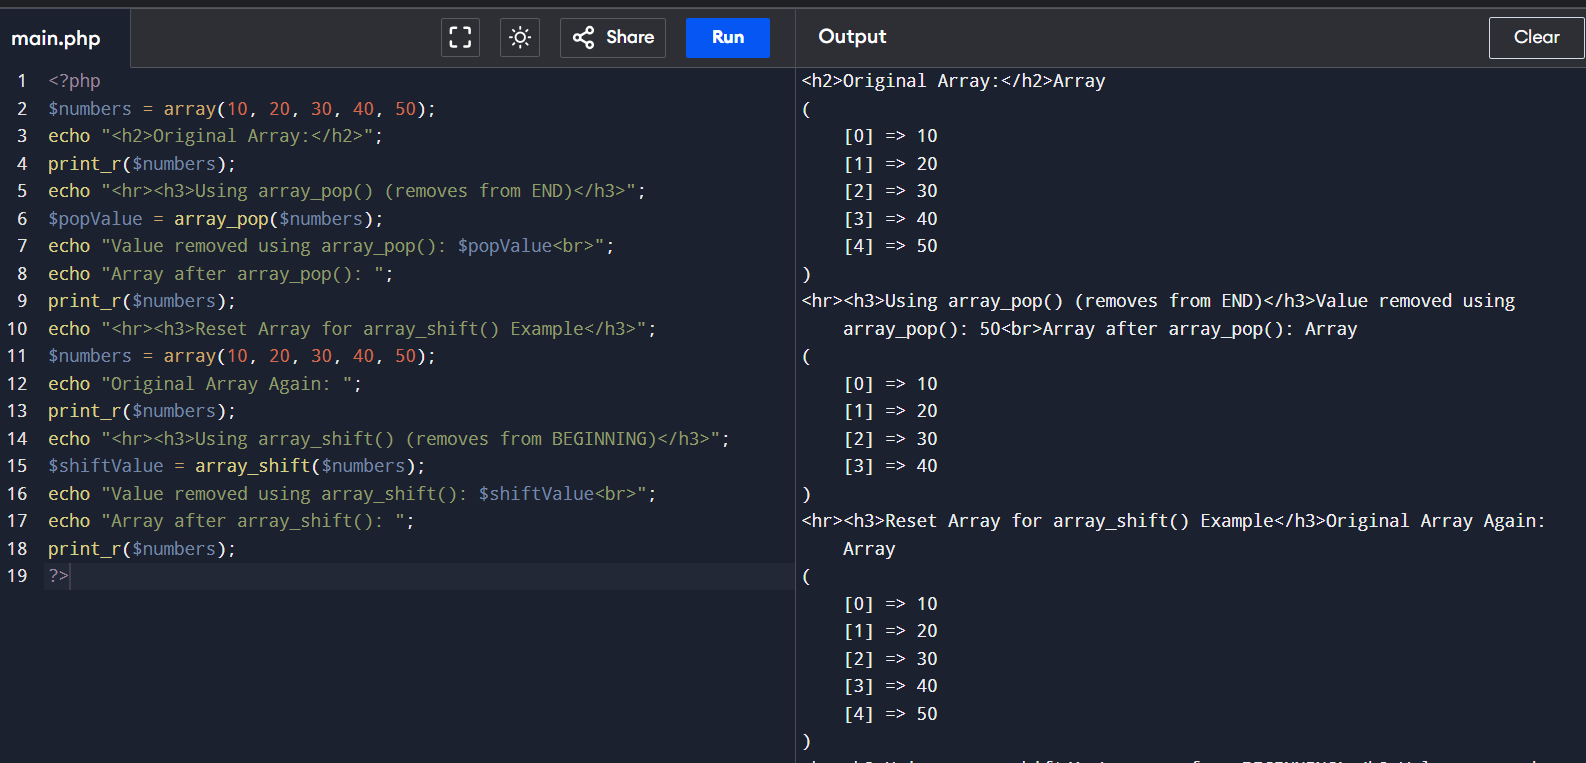 main.php
Share
Run
Output
Clear
1 <?php
2 $numbers = array(10, 20, 30, 40, 50);
3 echo "<h2>Original Array:</h2>";
4 print_r($numbers);
5 echo "<hr><h3>Using array_pop() (removes from END)</h3>";
6 $popValue = array_pop($numbers);
7 echo "Value removed using array_pop(): $popValue<br>";
8 echo "Array after array_pop(): ";
9 print_r($numbers);
10 echo "<hr><h3>Reset Array for array_shift() Example</h3>";
11 $numbers = array(10, 20, 30, 40, 50);
12 echo "Original Array Again: ";
13 print_r($numbers);
14 echo "<hr><h3>Using array_shift() (removes from BEGINNING)</h3>";
15 $shiftValue = array_shift($numbers);
16 echo "Value removed using array_shift(): $shiftValue<br>";
17 echo "Array after array_shift(): ";
18 print_r($numbers);
19 ?>
<h2>Original Array:</h2>Array
(
[0] => 10
[1] => 20
[2] => 30
[3] => 40
[4] => 50
)
<hr><h3>Using array_pop() (removes from END)</h3>Value removed using
array_pop(): 50<br>Array after array_pop(): Array
(
[0] => 10
[1] => 20
[2] => 30
[3] => 40
)
<hr><h3>Reset Array for array_shift() Example</h3>Original Array Again:
Array
(
[0] => 10
[1] => 20
[2] => 30
[3] => 40
[4] => 50
)